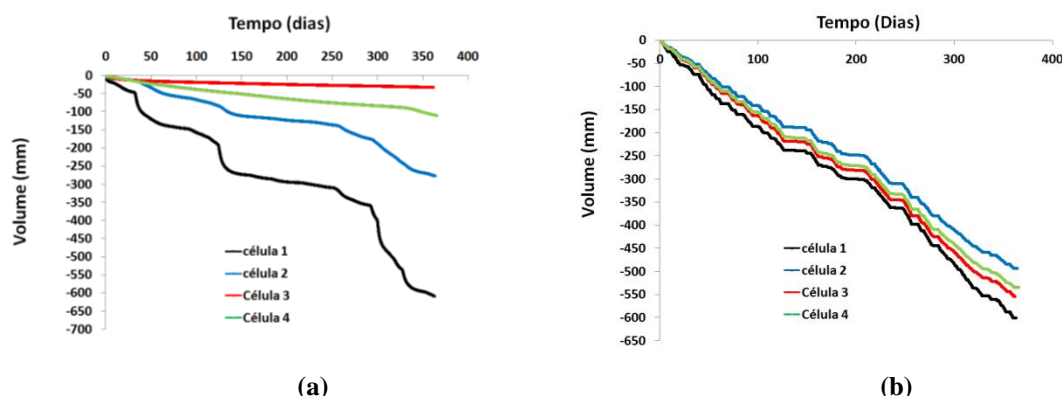 Tempo (dias)
0 50 100 150 200 250 300 350 400
0
-50
-100
-150
-200
-250
-300
-350
-400
-450
-500
-550
-600
-650
-700
Volume (mm)
célula 1
célula 2
Célula 3
Célula 4
(a)
Tempo (Dias)
0 100 200 300 400
0
-50
-100
-150
-200
-250
-300
-350
-400
-450
-500
-550
-600
-650
Volume (mm)
célula 1
célula 2
Célula 3
Célula 4
(b)